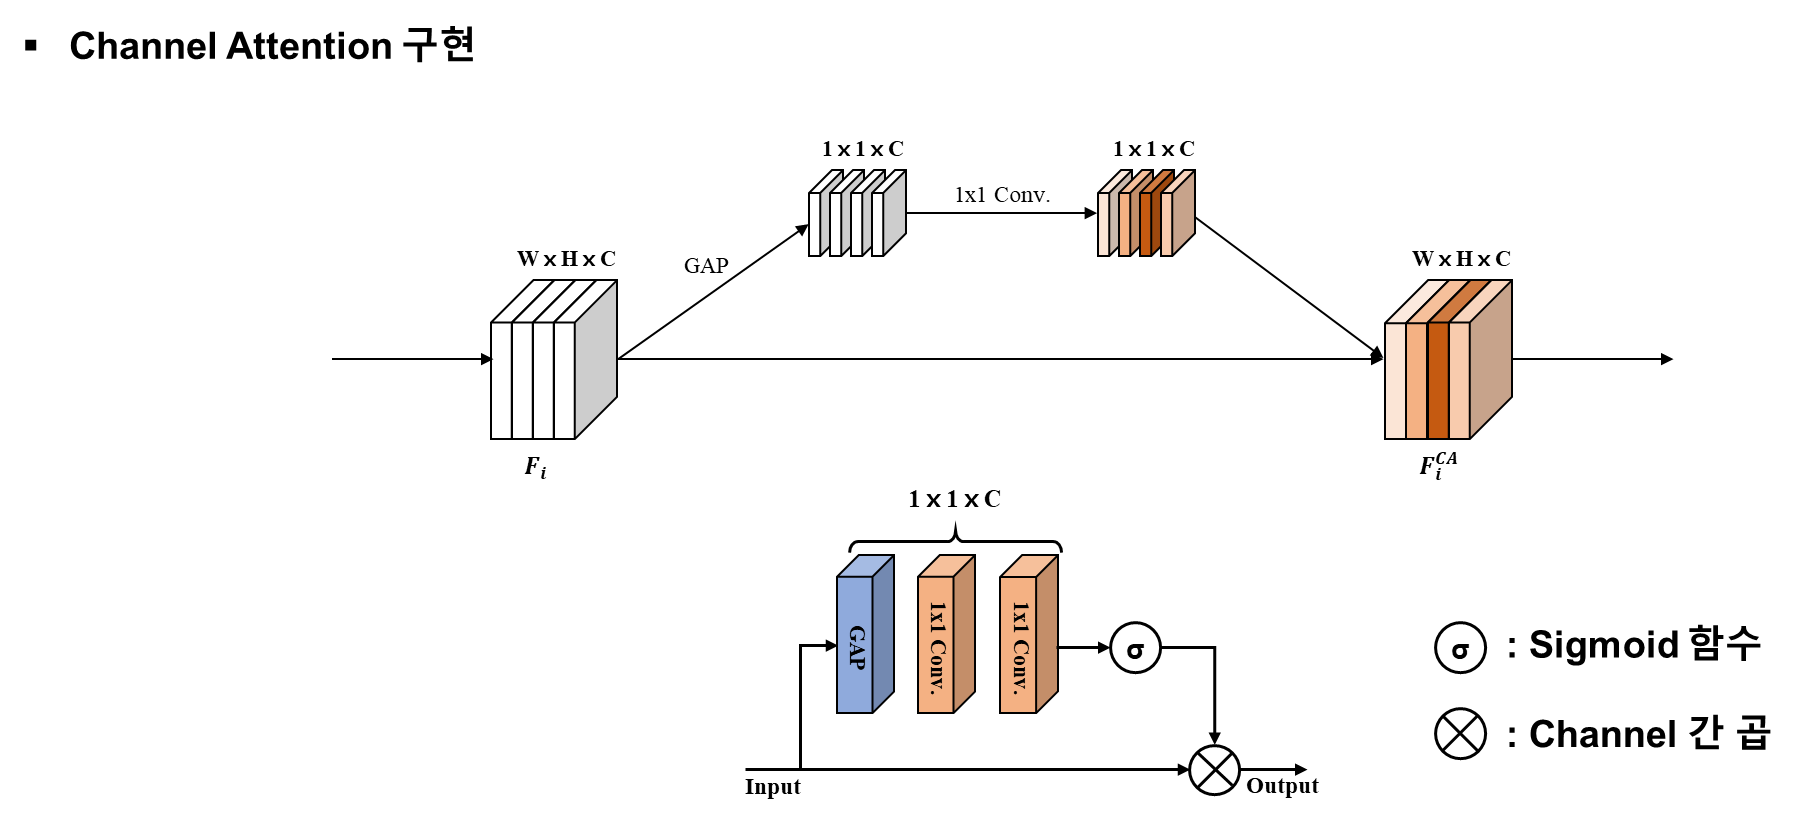 ▪ Channel Attention 구현
1 x 1 x C
1 x 1 x C
1x1 Conv.
GAP
W x H x C
W x H x C
F_i
F_i^CA
1 x 1 x C
GAP
1x1 Conv.
1x1 Conv.
σ
Input
Output
σ : Sigmoid 함수
: Channel 간 곱